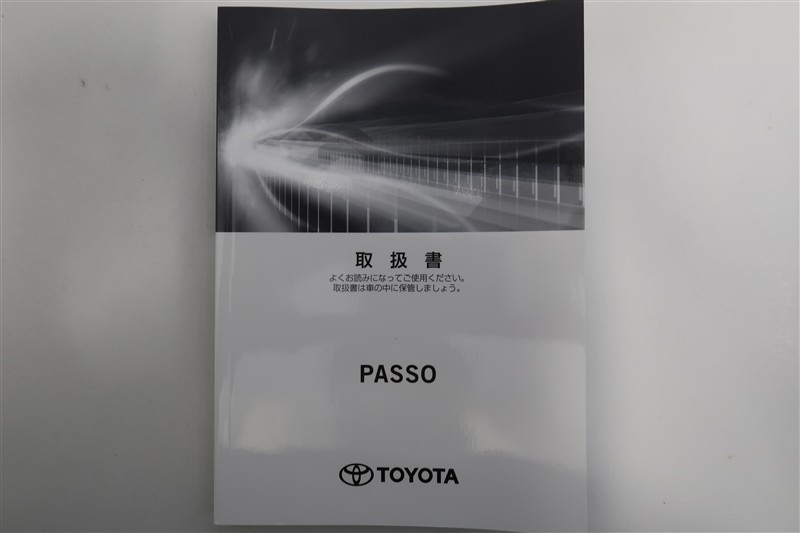 取扱書
よくお読みになってご使用ください。
取扱書は車の中に保管しましょう。
PASSO
TOYOTA